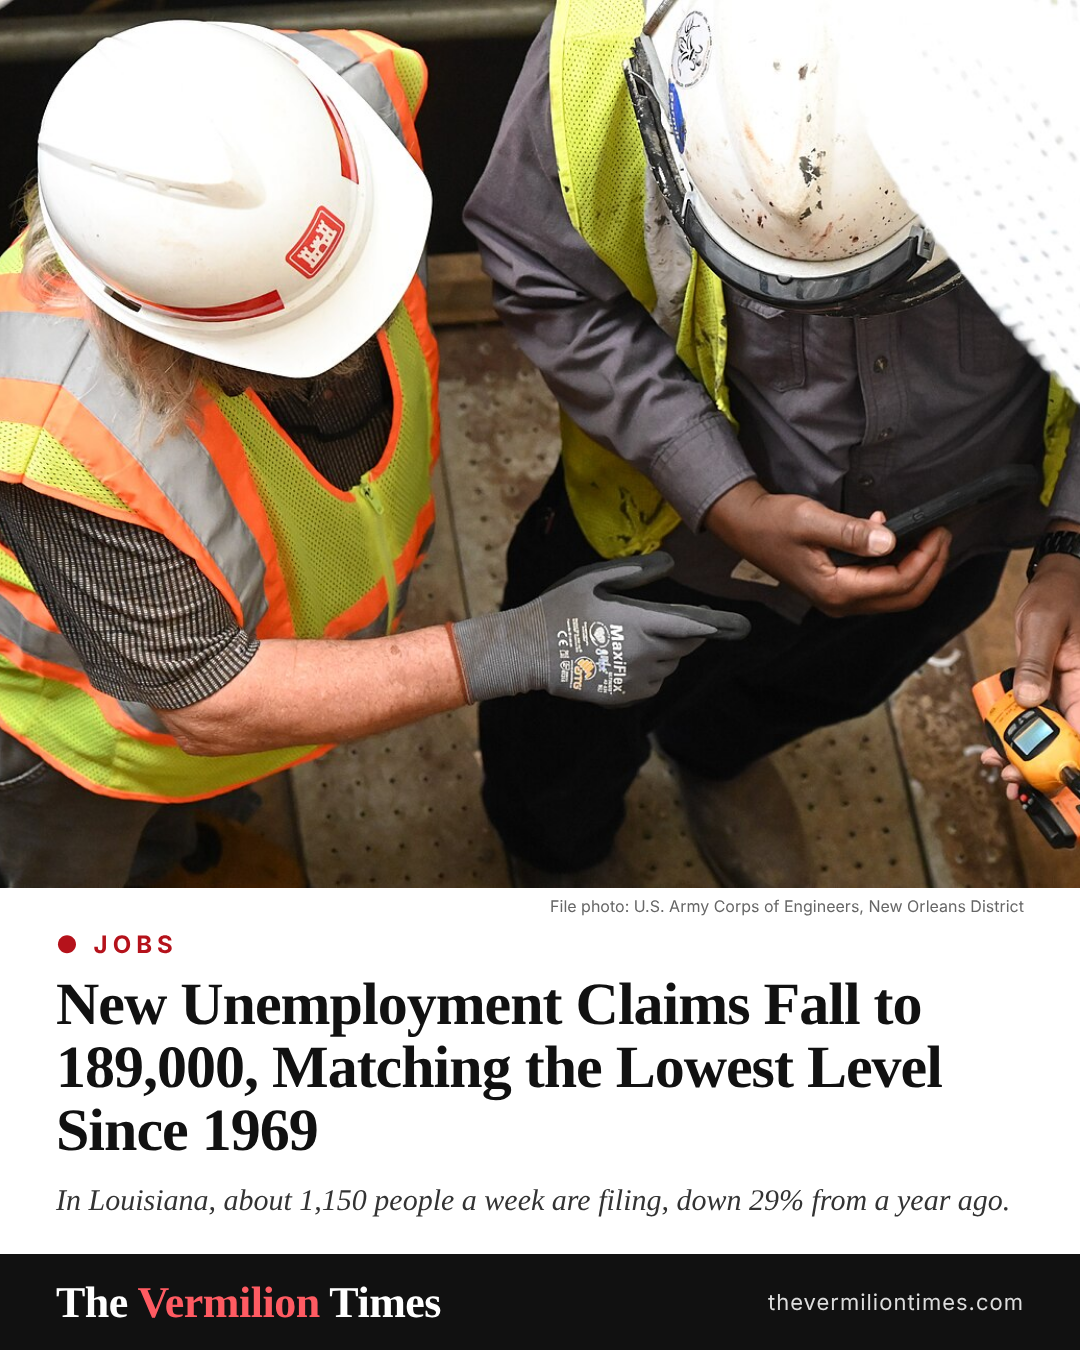 MaxiFlex
CE
File photo: U.S. Army Corps of Engineers, New Orleans District
JOBS
New Unemployment Claims Fall to
189,000, Matching the Lowest Level
Since 1969
In Louisiana, about 1,150 people a week are filing, down 29% from a year ago.
The Vermilion Times
thevermiliontimes.com